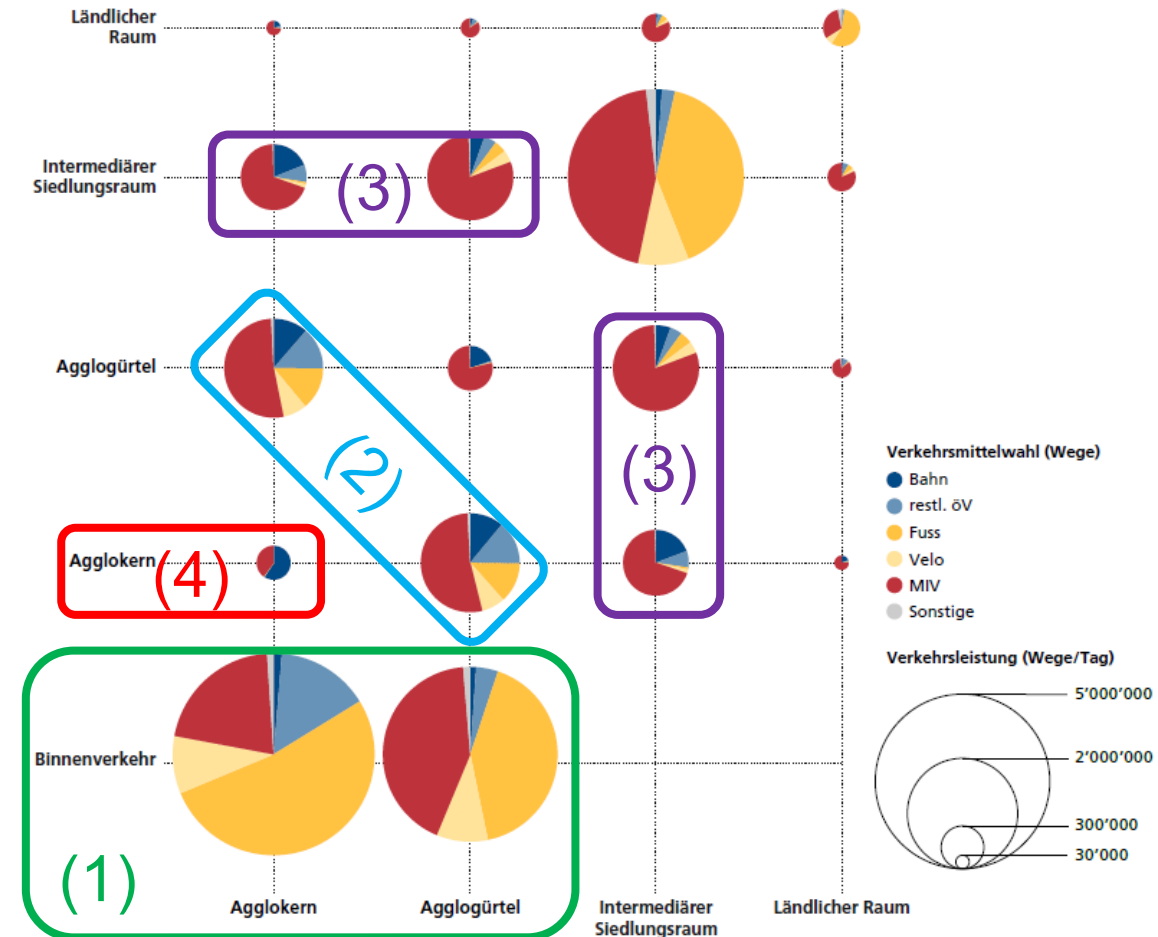 Ländlicher
Raum
Intermediärer
Siedlungsraum
(3)
Agglogürtel
(2)
(3)
Agglokern
(4)
Binnenverkehr
(1)
Agglokern
Agglogürtel
Intermediärer
Siedlungsraum
Ländlicher Raum
Verkehrsmittelwahl (Wege)
Bahn
restl. öV
Fuss
Velo
MIV
Sonstige
Verkehrsleistung (Wege/Tag)
5'000'000
2'000'000
300'000
30'000